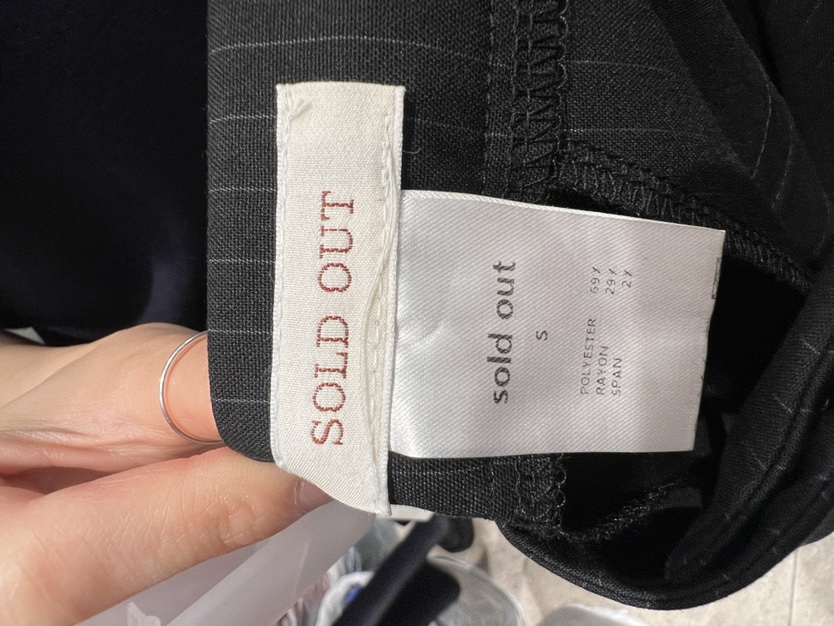 SOLD OUT
sold out
S
POLYESTER 69%
RAYON 29%
SPAN 2%